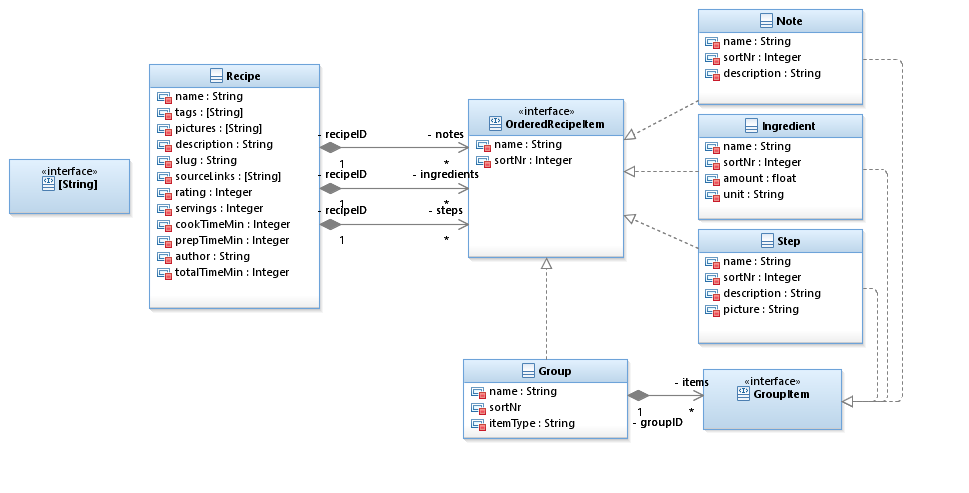 «interface»
[String]
Recipe
name : String
tags : [String]
pictures : [String]
description : String
slug : String
sourceLinks : [String]
rating : Integer
servings : Integer
cookTimeMin : Integer
prepTimeMin : Integer
author : String
totalTimeMin : Integer
- recipeID
- notes
1
*
- recipeID
- ingredients
1
*
- recipeID
- steps
1
*
«interface»
OrderedRecipeItem
name : String
sortNr : Integer
Note
name : String
sortNr : Integer
description : String
Ingredient
name : String
sortNr : Integer
amount : float
unit : String
Step
name : String
sortNr : Integer
description : String
picture : String
Group
name : String
sortNr
itemType : String
- items
1
*
- groupID
«interface»
GroupItem